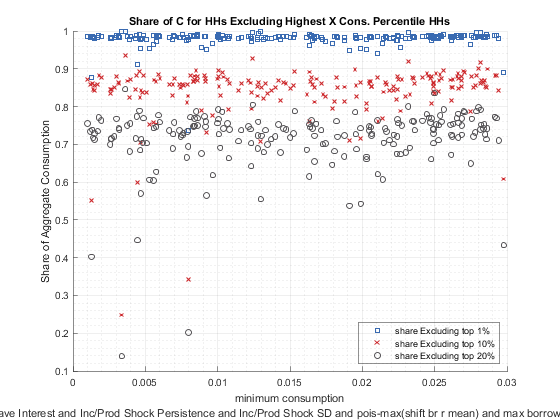 Share of C for HHs Excluding Highest X Cons. Percentile HHs
Share of Aggregate Consumption
1
0.9
0.8
0.7
0.6
0.5
0.4
0.3
0.2
0.1
0
0.005
0.01
0.015
0.02
0.025
0.03
share Excluding top 1%
share Excluding top 10%
share Excluding top 20%
minimum consumption
ave Interest and Inc/Prod Shock Persistence and Inc/Prod Shock SD and pois-max(shift br r mean) and max borrow